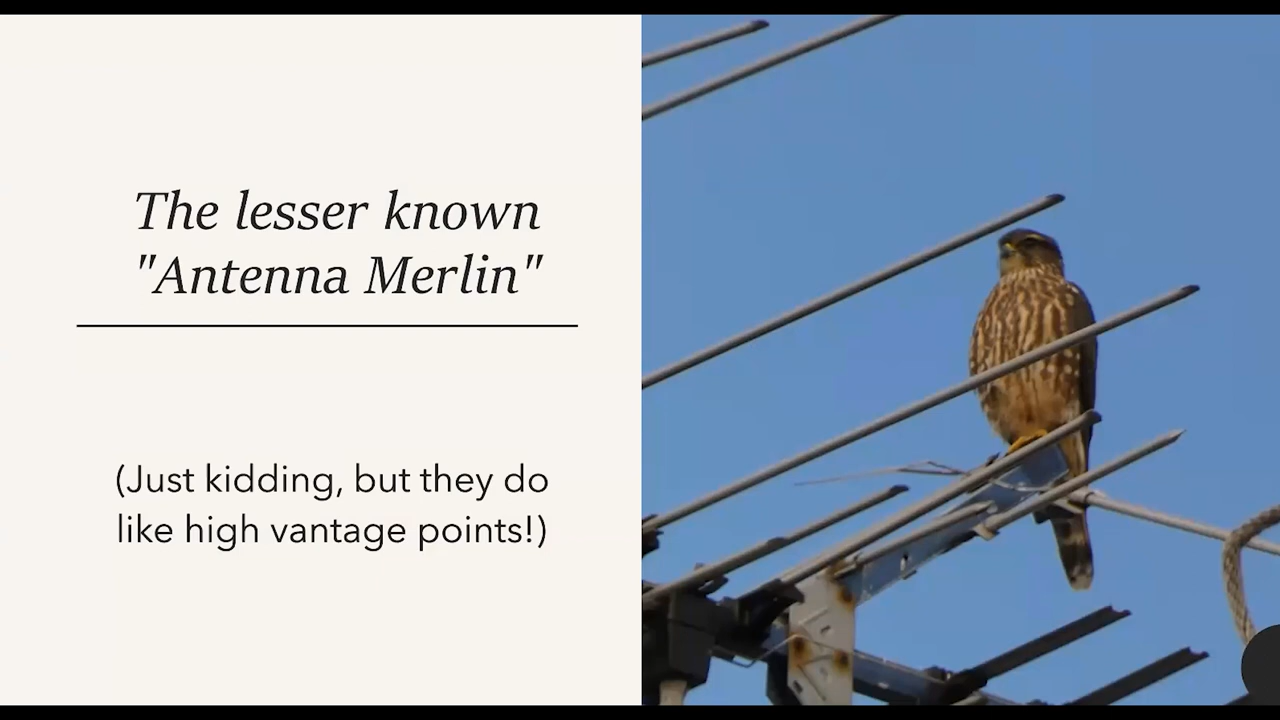 The lesser known
"Antenna Merlin"
(Just kidding, but they do
like high vantage points!)